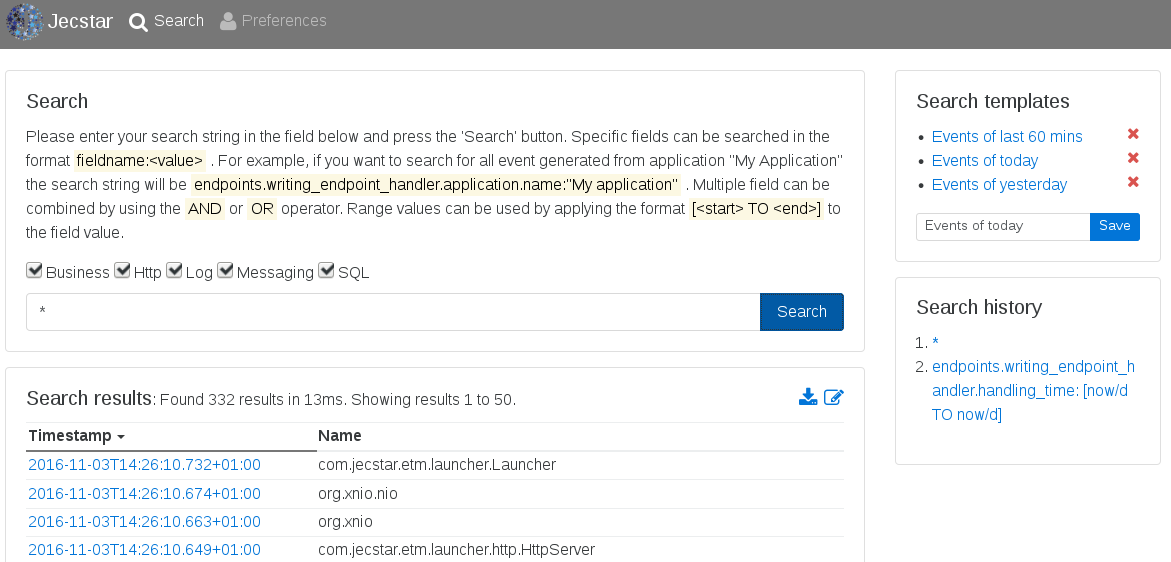 Jecstar Search Preferences
Search
Please enter your search string in the field below and press the 'Search' button. Specific fields can be searched in the
format fieldname:<value> . For example, if you want to search for all event generated from application "My Application"
the search string will be endpoints.writing_endpoint_handler.application.name:"My application" . Multiple field can be
combined by using the AND or OR operator. Range values can be used by applying the format [<start> TO <end>] to
the field value.
Business Http Log Messaging SQL
* Search
Search results: Found 332 results in 13ms. Showing results 1 to 50.
Timestamp Name
2016-11-03T14:26:10.732+01:00 com.jecstar.etm.launcher.Launcher
2016-11-03T14:26:10.674+01:00 org.xnio.nio
2016-11-03T14:26:10.663+01:00 org.xnio
2016-11-03T14:26:10.649+01:00 com.jecstar.etm.launcher.http.HttpServer
Search templates
• Events of last 60 mins
• Events of today
• Events of yesterday
Events of today Save
Search history
1. *
2. endpoints.writing_endpoint_h
andler.handling_time: [now/d
TO now/d]